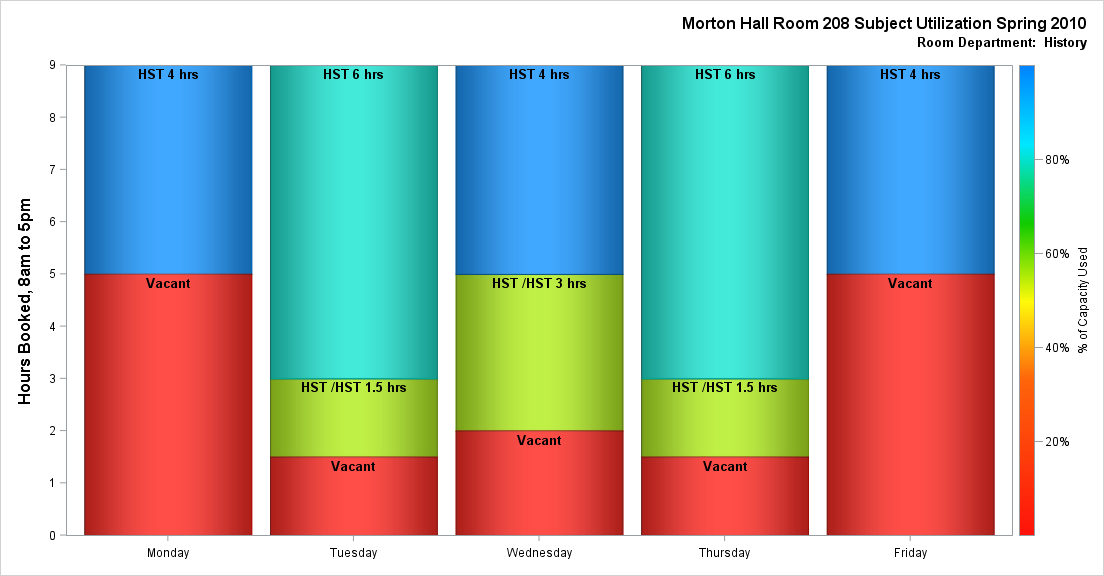 Morton Hall Room 208 Subject Utilization Spring 2010
Room Department:  History
Hours Booked, 8am to 5pm
9
8
7
6
5
4
3
2
1
0
HST 4 hrs
Vacant
HST 6 hrs
HST /HST 1.5 hrs
Vacant
HST 4 hrs
HST /HST 3 hrs
Vacant
HST 6 hrs
HST /HST 1.5 hrs
Vacant
HST 4 hrs
Vacant
Monday
Tuesday
Wednesday
Thursday
Friday
80%
60%
40%
20%
% of Capacity Used